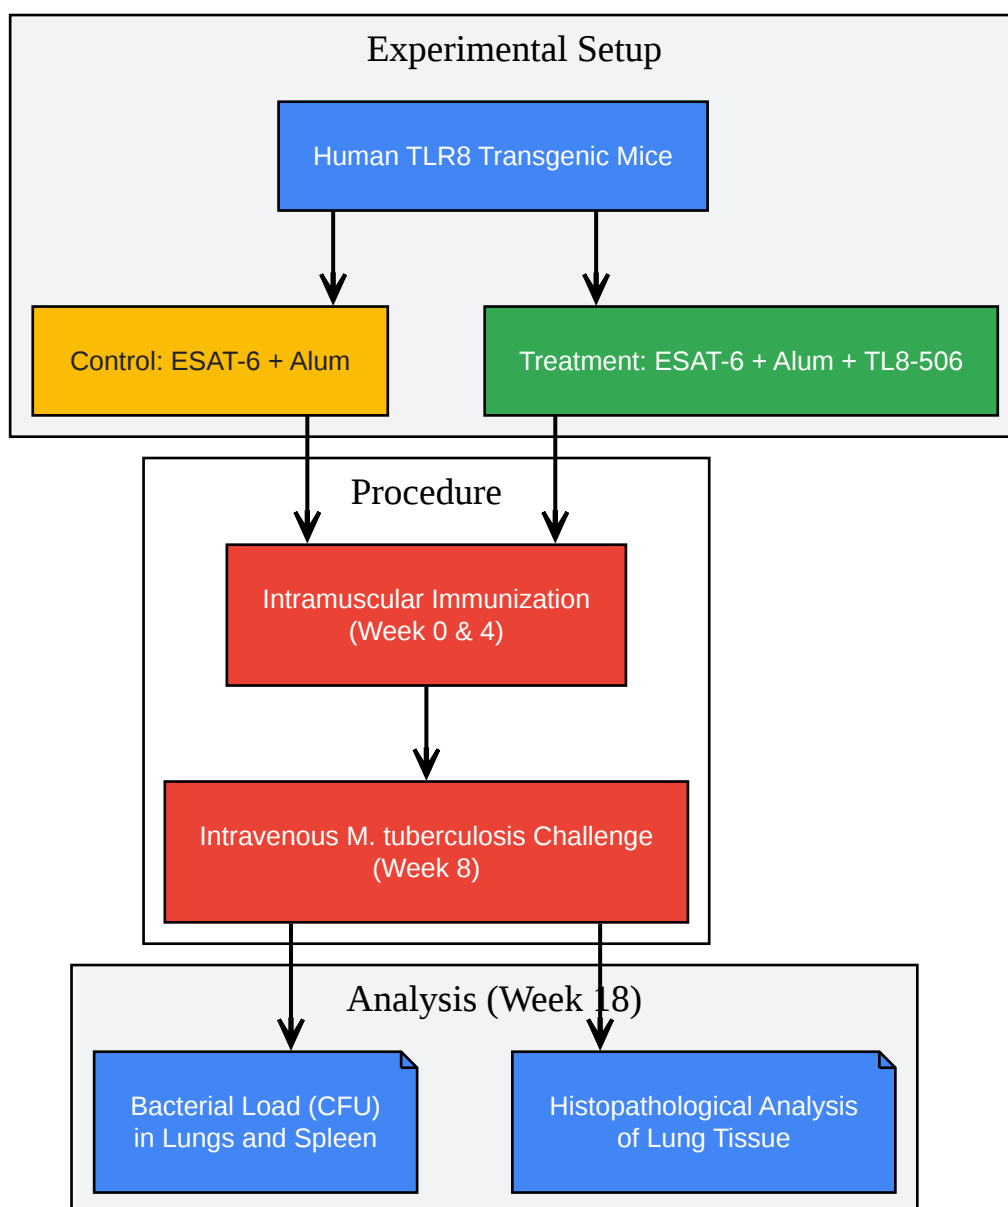 Experimental Setup
Human TLR8 Transgenic Mice
Control: ESAT-6 + Alum
Treatment: ESAT-6 + Alum + TL8-506
Procedure
Intramuscular Immunization
(Week 0 & 4)
Intravenous M. tuberculosis Challenge
(Week 8)
Analysis (Week 18)
Bacterial Load (CFU)
in Lungs and Spleen
Histopathological Analysis
of Lung Tissue